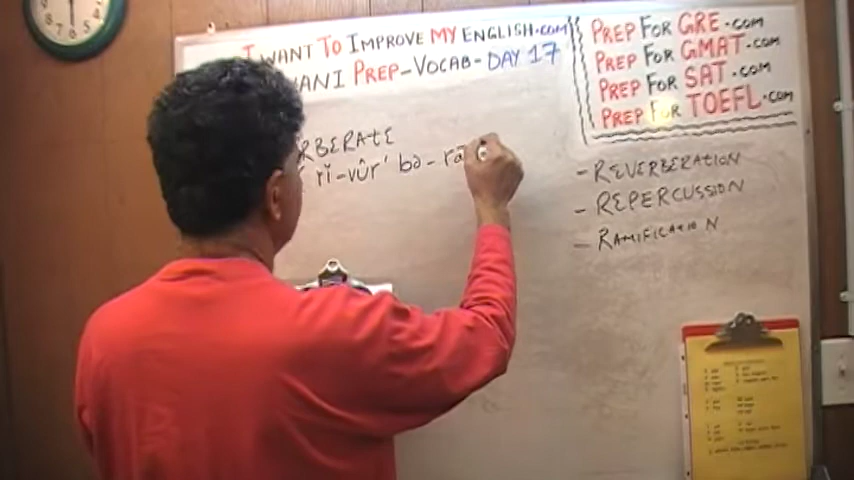 I WANT TO IMPROVE MY ENGLISH.COM
WANI PREP-VOCAB-DAY 17
RBERATE
rĭ-vûr' bə-rā
PREP FOR GRE.COM
PREP FOR GMAT.COM
PREP FOR SAT.COM
PREP FOR TOEFL.COM
- REVERBERATION
- REPERCUSSION
- RAMIFICATION